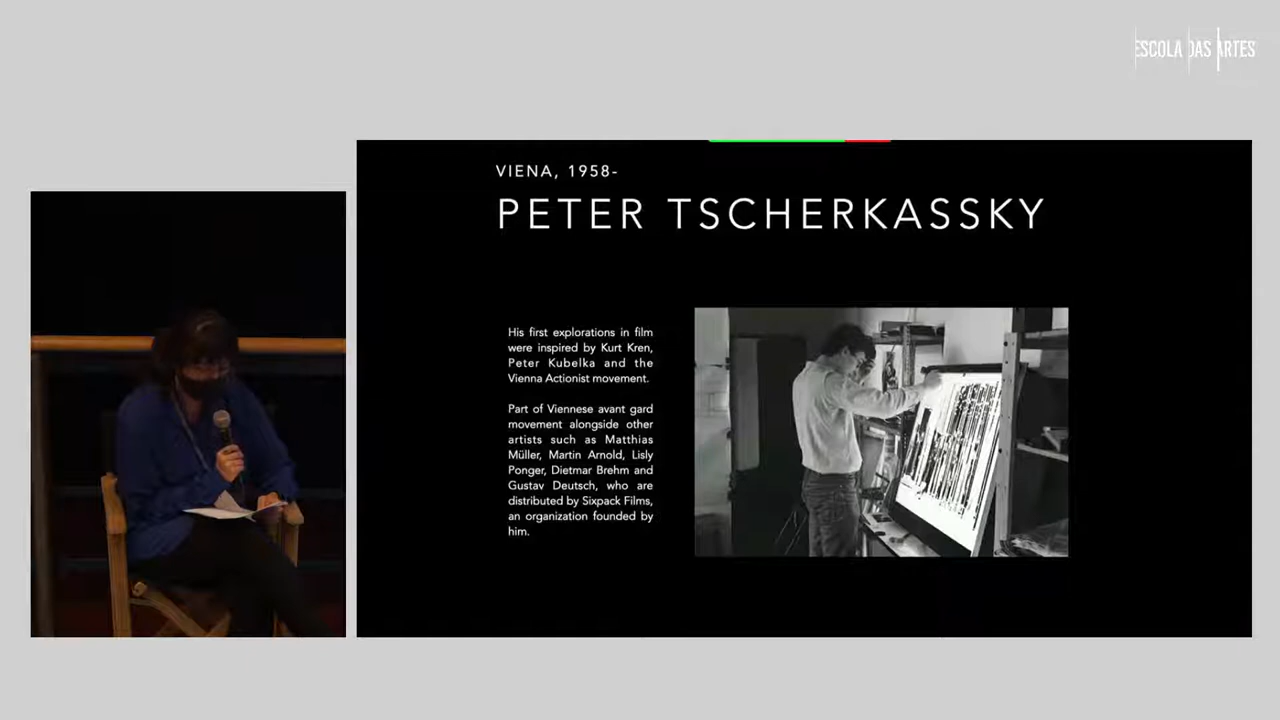 ESCOLA DAS ARTES
VIENA, 1958-
PETER TSCHERKASSKY
His first explorations in film
were inspired by Kurt Kren,
Peter Kubelka and the
Vienna Actionist movement.
Part of Viennese avant gard
movement alongside other
artists such as Matthias
Müller, Martin Arnold, Lisly
Ponger, Dietmar Brehm and
Gustav Deutsch, who are
distributed by Sixpack Films,
an organization founded by
him.